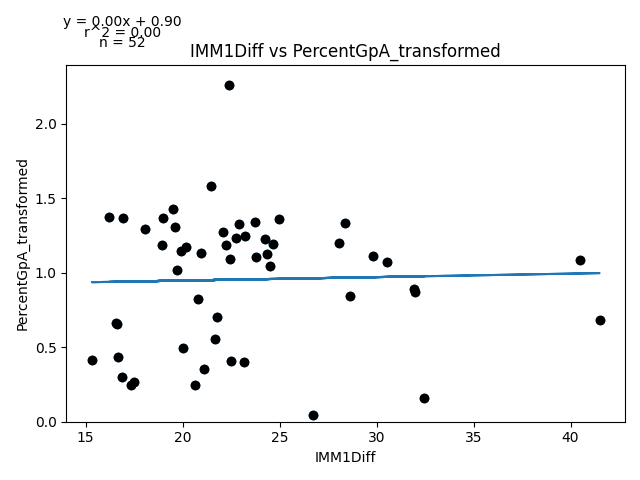 y = 0.00x + 0.90
r^2 = 0.00
n = 52
IMM1Diff vs PercentGpA_transformed
PercentGpA_transformed
2.0
1.5
1.0
0.5
0.0
15 20 25 30 35 40
IMM1Diff